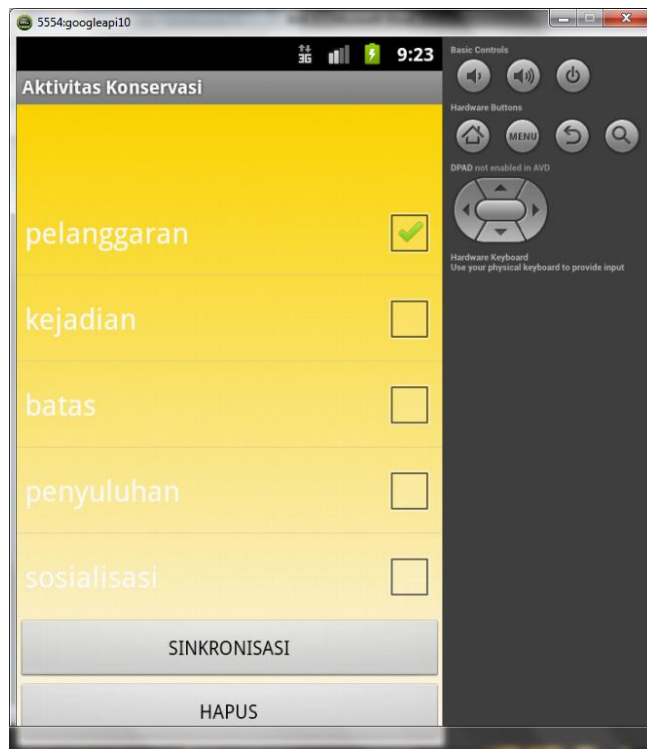 5554:googleapi10
3G 9:23
Aktivitas Konservasi
pelanggaran
kejadian
batas
penyuluhan
sosialisasi
SINKRONISASI
HAPUS
Basic Controls
Hardware Buttons
MENU
DPAD not enabled in AVD
Hardware Keyboard
Use your physical keyboard to provide input